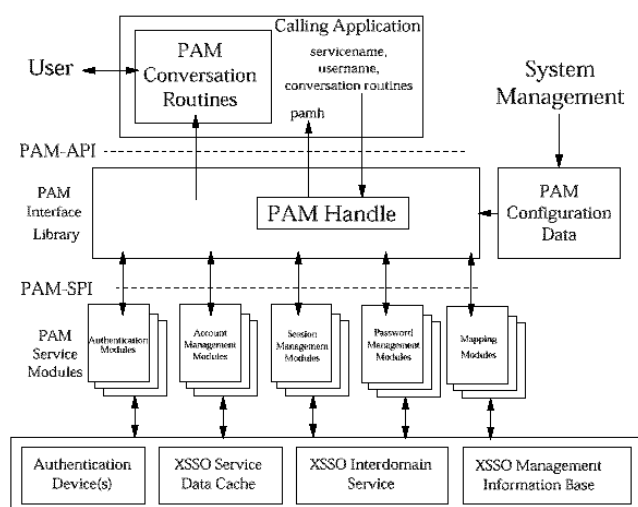 Calling Application
PAM
Conversation
Routines
servicename,
username,
conversation routines
User
pamh
System
Management
PAM-API
PAM
Interface
Library
PAM Handle
PAM
Configuration
Data
PAM-SPI
PAM
Service
Modules
Authentication
Modules
Account
Management
Modules
Session
Management
Modules
Password
Management
Modules
Mapping
Modules
Authentication
Device(s)
XSSO Service
Data Cache
XSSO Interdomain
Service
XSSO Management
Information Base